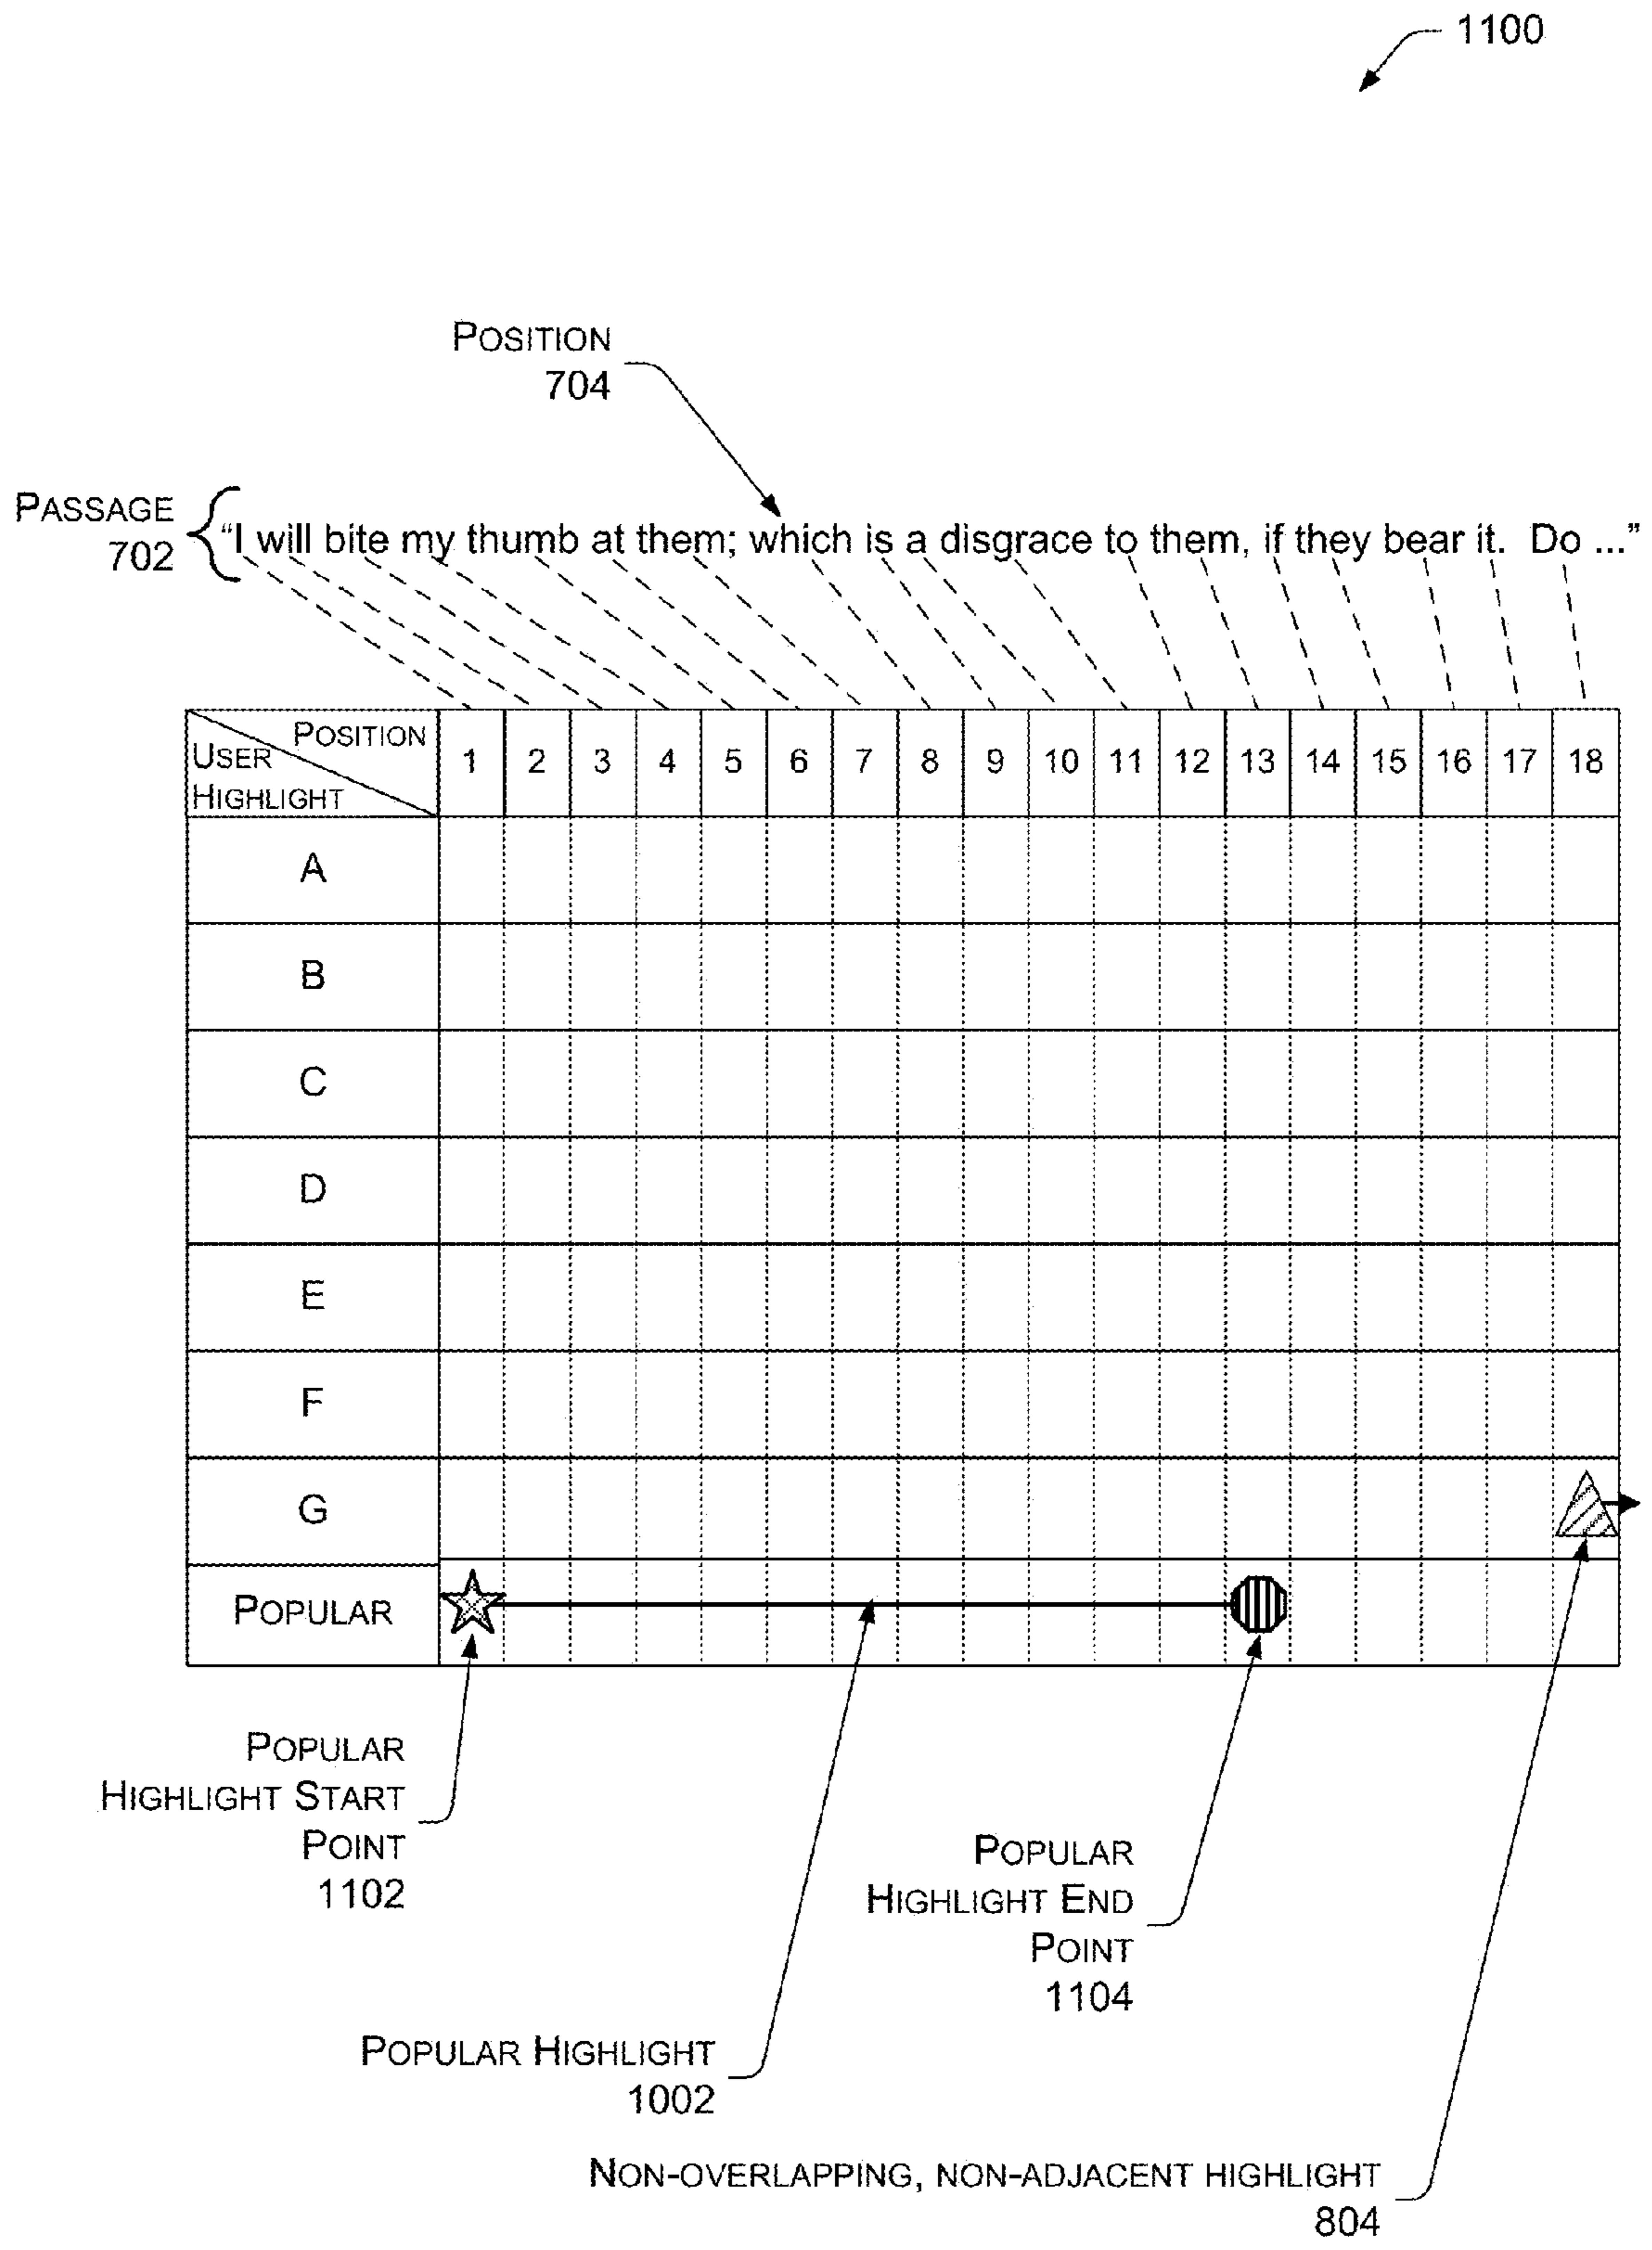 1100
POSITION
704
PASSAGE
702
“I will bite my thumb at them; which is a disgrace to them, if they bear it.  Do ...”
POSITION
USER
HIGHLIGHT
1 2 3 4 5 6 7 8 9 10 11 12 13 14 15 16 17 18
A
B
C
D
E
F
G
POPULAR
POPULAR
HIGHLIGHT START
POINT
1102
POPULAR
HIGHLIGHT END
POINT
1104
POPULAR HIGHLIGHT
1002
NON-OVERLAPPING, NON-ADJACENT HIGHLIGHT
804